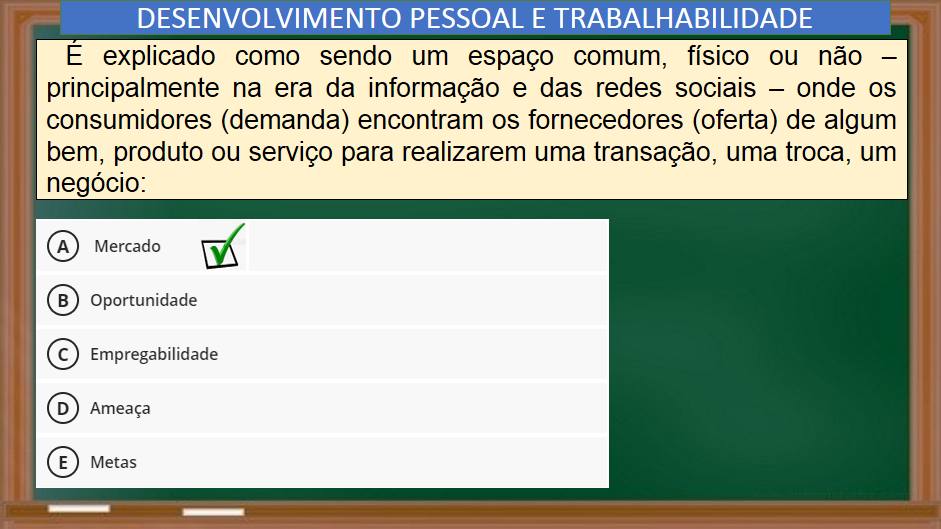 DESENVOLVIMENTO PESSOAL E TRABALHABILIDADE
É explicado como sendo um espaço comum, físico ou não –
principalmente na era da informação e das redes sociais – onde os
consumidores (demanda) encontram os fornecedores (oferta) de algum
bem, produto ou serviço para realizarem uma transação, uma troca, um
negócio:
A Mercado
B Oportunidade
C Empregabilidade
D Ameaça
E Metas